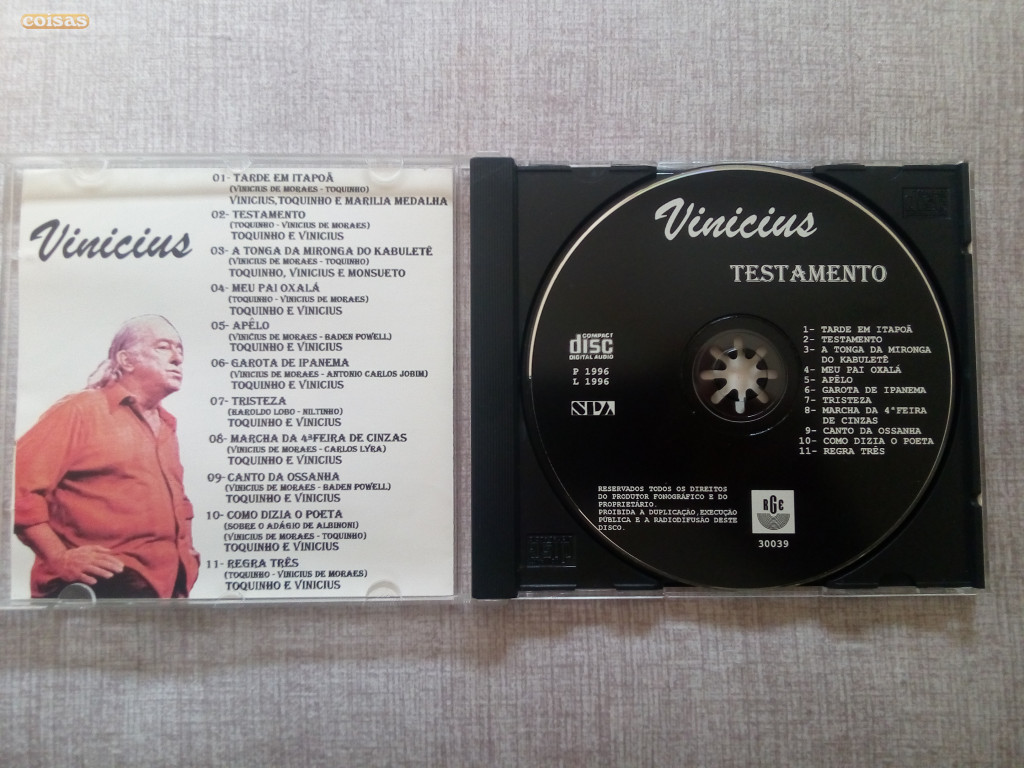 coisas
Vinicius
01- TARDE EM ITAPOÃ
(VINICIUS DE MORAES - TOQUINHO)
VINICIUS, TOQUINHO E MARILIA MEDALHA
02- TESTAMENTO
(TOQUINHO - VINICIUS DE MORAES)
TOQUINHO E VINICIUS
03- A TONGA DA MIRONGA DO KABULETÊ
(VINICIUS DE MORAES - TOQUINHO)
TOQUINHO, VINICIUS E MONSUETO
04- MEU PAI OXALÁ
(TOQUINHO - VINICIUS DE MORAES)
TOQUINHO E VINICIUS
05- APÊLO
(VINICIUS DE MORAES - BADEN POWELL)
TOQUINHO E VINICIUS
06- GAROTA DE IPANEMA
(VINICIUS DE MORAES - ANTONIO CARLOS JOBIM)
TOQUINHO E VINICIUS
07- TRISTEZA
(HAROLDO LOBO - NILTINHO)
TOQUINHO E VINICIUS
08- MARCHA DA 4ªFEIRA DE CINZAS
(VINICIUS DE MORAES - CARLOS LYRA)
TOQUINHO E VINICIUS
09- CANTO DA OSSANHA
(VINICIUS DE MORAES - BADEN POWELL)
TOQUINHO E VINICIUS
10- COMO DIZIA O POETA
(SOBRE O ADÁGIO DE ALBINONI)
(VINICIUS DE MORAES - TOQUINHO)
TOQUINHO E VINICIUS
11- REGRA TRÊS
(TOQUINHO - VINICIUS DE MORAES)
TOQUINHO E VINICIUS
Vinicius
TESTAMENTO
COMPACT
disc
DIGITAL AUDIO
P 1996
L 1996
SPA
1- TARDE EM ITAPOÃ
2- TESTAMENTO
3- A TONGA DA MIRONGA
DO KABULETÊ
4- MEU PAI OXALÁ
5- APÊLO
6- GAROTA DE IPANEMA
7- TRISTEZA
8- MARCHA DA 4ªFEIRA
DE CINZAS
9- CANTO DA OSSANHA
10- COMO DIZIA O POETA
11- REGRA TRÊS
RESERVADOS TODOS OS DIREITOS
DO PRODUTOR FONOGRÁFICO E DO
PROPRIETÁRIO.
PROIBIDA A DUPLICAÇÃO, EXECUÇÃO
PÚBLICA E A RADIODIFUSÃO DESTE
DISCO.
RGE
30039